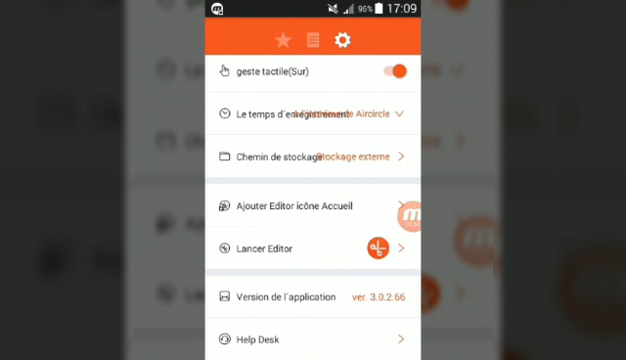 96% 17:09
geste tactile(Sur)
Le temps d'enregistrement Aircircle
Chemin de stockage Stockage externe
Ajouter Editor icône Accueil
Lancer Editor
Version de l'application ver. 3.0.2.66
Help Desk